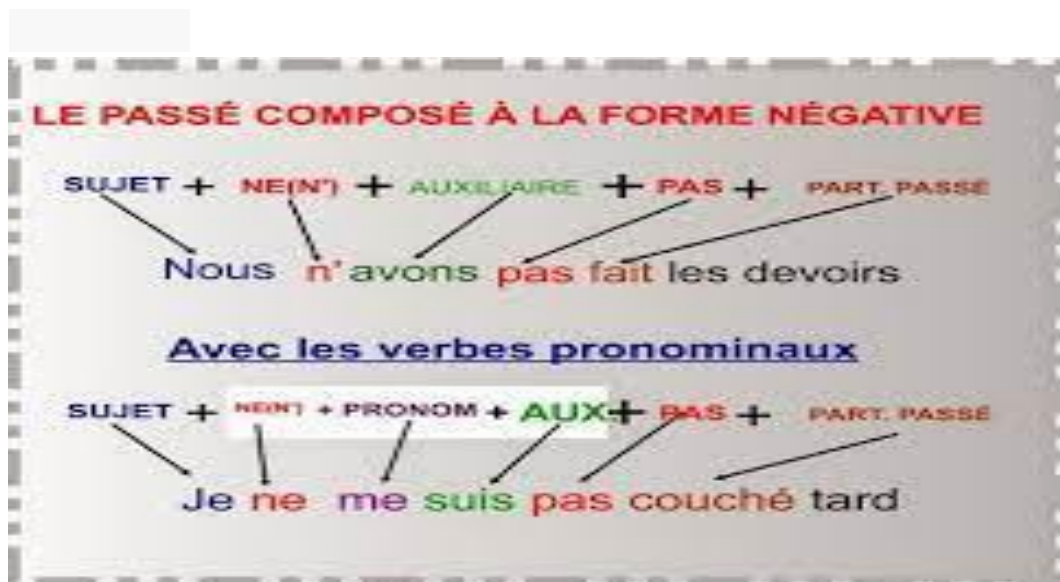 LE PASSÉ COMPOSÉ À LA FORME NÉGATIVE
SUJET + NE(N') + AUXILIAIRE + PAS + PART. PASSÉ
Nous n' avons pas fait les devoirs
Avec les verbes pronominaux
SUJET + NE(N') + PRONOM + AUX + PAS + PART. PASSÉ
Je ne me suis pas couché tard